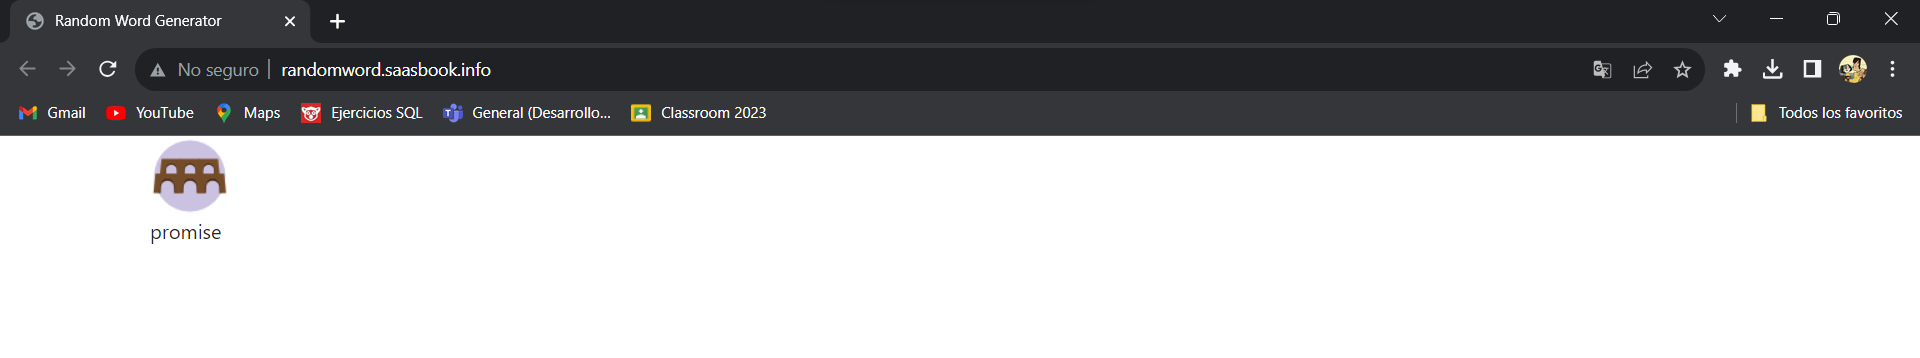 Random Word Generator
No seguro randomword.saasbook.info
Gmail YouTube Maps Ejercicios SQL General (Desarrollo... Classroom 2023 Todos los favoritos
promise